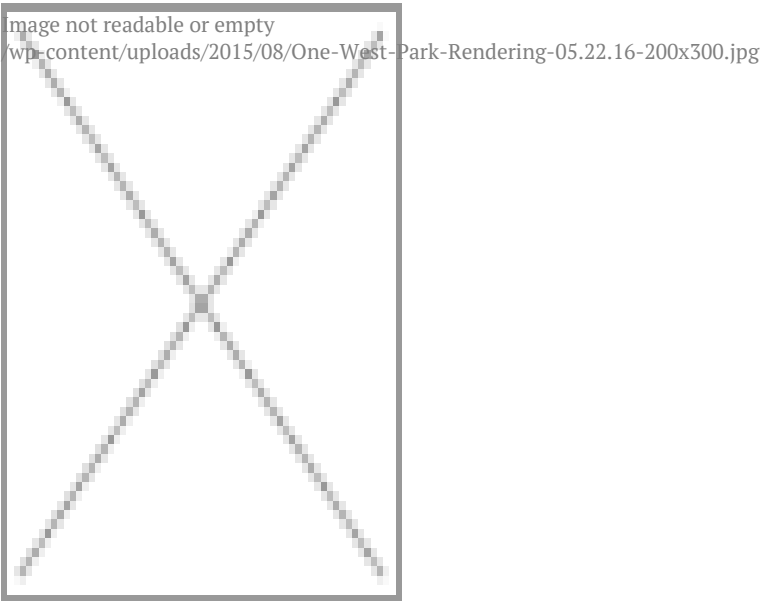 Image not readable or empty
/wp-content/uploads/2015/08/One-West-Park-Rendering-05.22.16-200x300.jpg